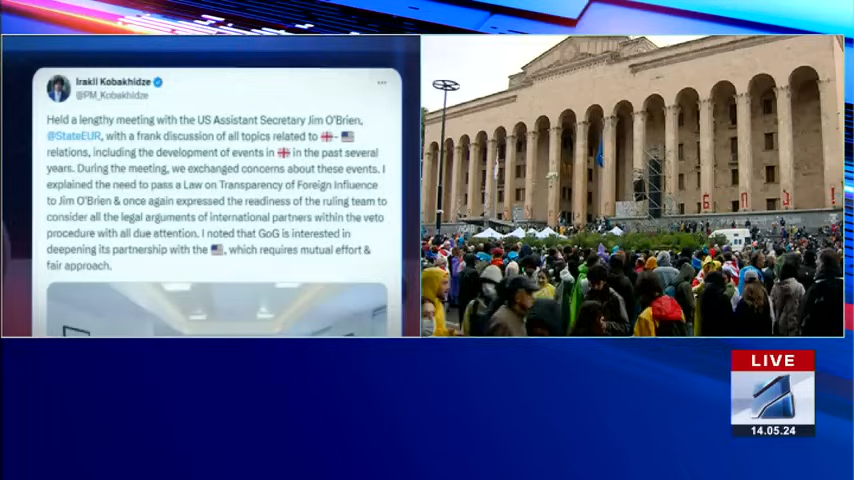 Irakli Kobakhidze
@PM_Kobakhidze
Held a lengthy meeting with the US Assistant Secretary Jim O'Brien,
@StateEUR, with a frank discussion of all topics related to 🇬🇪-🇺🇸
relations, including the development of events in 🇬🇪 in the past several
years. During the meeting, we exchanged concerns about these events. I
explained the need to pass a Law on Transparency of Foreign Influence
to Jim O'Brien & once again expressed the readiness of the ruling team to
consider all the legal arguments of international partners within the veto
procedure with all due attention. I noted that GoG is interested in
deepening its partnership with the 🇺🇸, which requires mutual effort &
fair approach.
LIVE
14.05.24